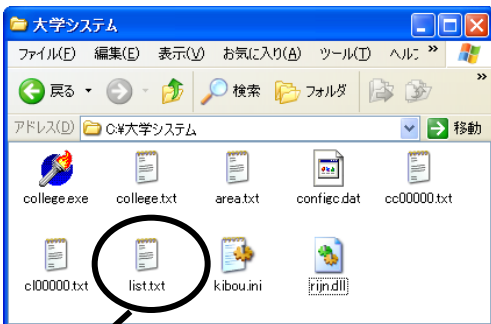 大学システム
ファイル(F) 編集(E) 表示(V) お気に入り(A) ツール(T) ヘルプ »
戻る 検索 フォルダ »
アドレス(D) C:¥大学システム 移動
college.exe college.txt area.txt configc.dat cc00000.txt
cl00000.txt list.txt kibou.ini rijn.dll